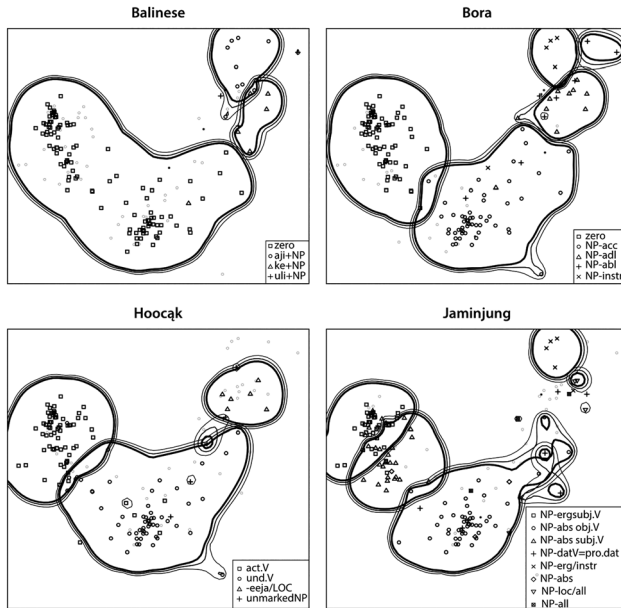 Balinese
zero
aji+NP
ke+NP
uli+NP
Bora
zero
NP-acc
NP-adl
NP-abl
NP-instr
Hoocąk
act.V
und.V
-eeja/LOC
unmarkedNP
Jaminjung
NP-ergsubj.V
NP-abs obj.V
NP-abs subj.V
NP-datV=pro.dat
NP-erg/instr
NP-abs
NP-loc/all
NP-all